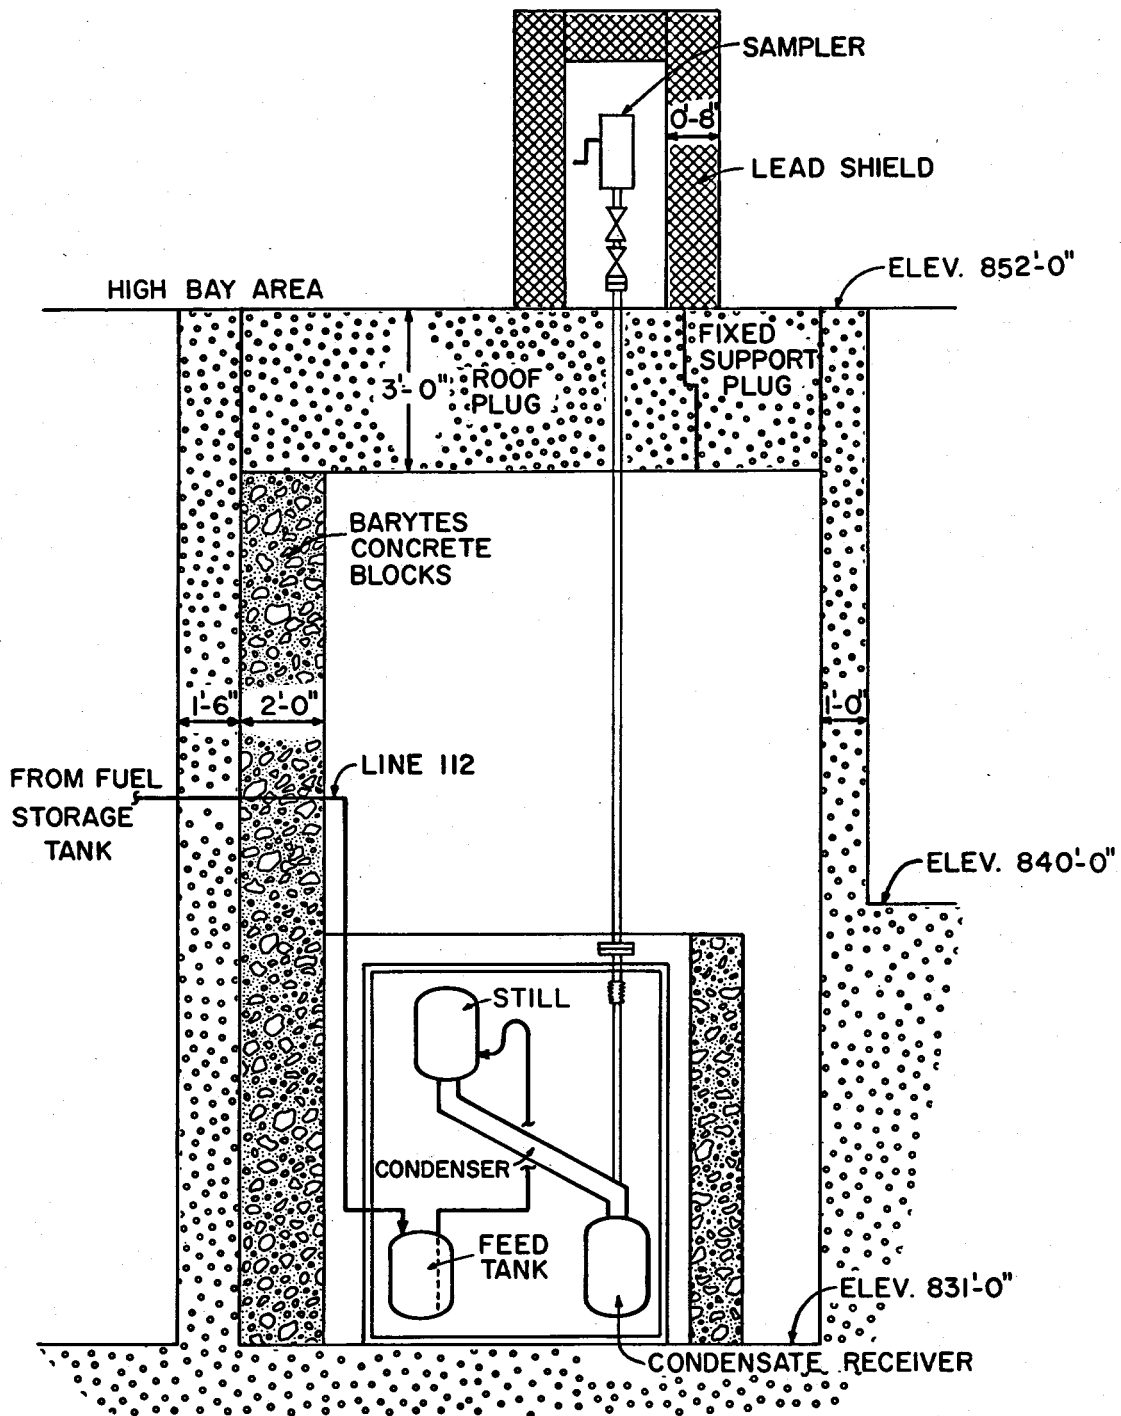 SAMPLER
0'-8"
LEAD SHIELD
ELEV. 852'-0"
HIGH BAY AREA
FIXED
SUPPORT
PLUG
3'-0"
ROOF
PLUG
BARYTES
CONCRETE
BLOCKS
1'-6"
2'-0"
1'-0"
LINE 112
FROM FUEL
STORAGE
TANK
ELEV. 840'-0"
STILL
CONDENSER
FEED
TANK
ELEV. 831'-0"
CONDENSATE RECEIVER